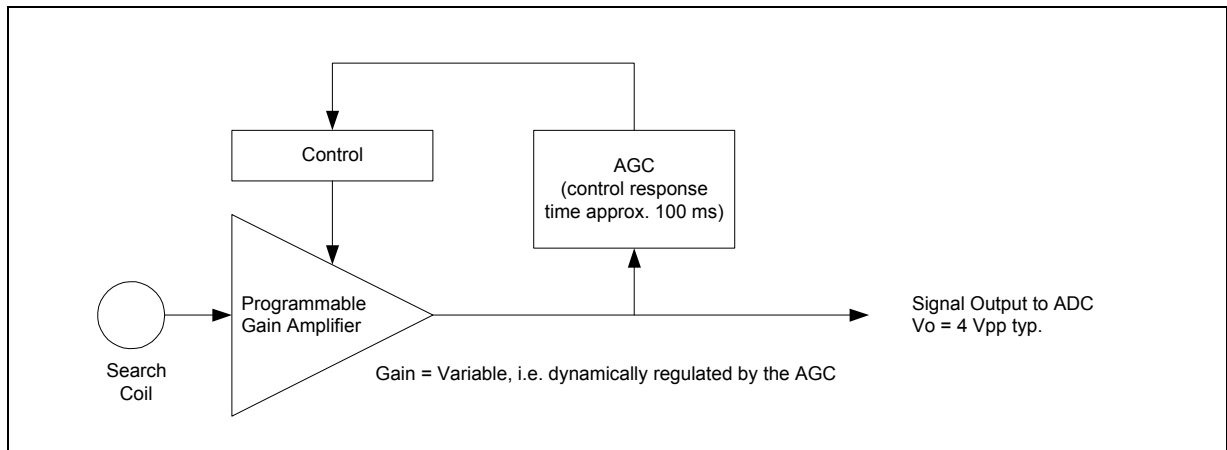 Control
AGC
(control response
time approx. 100 ms)
Programmable
Gain Amplifier
Signal Output to ADC
Vo = 4 Vpp typ.
Search
Coil
Gain = Variable, i.e. dynamically regulated by the AGC